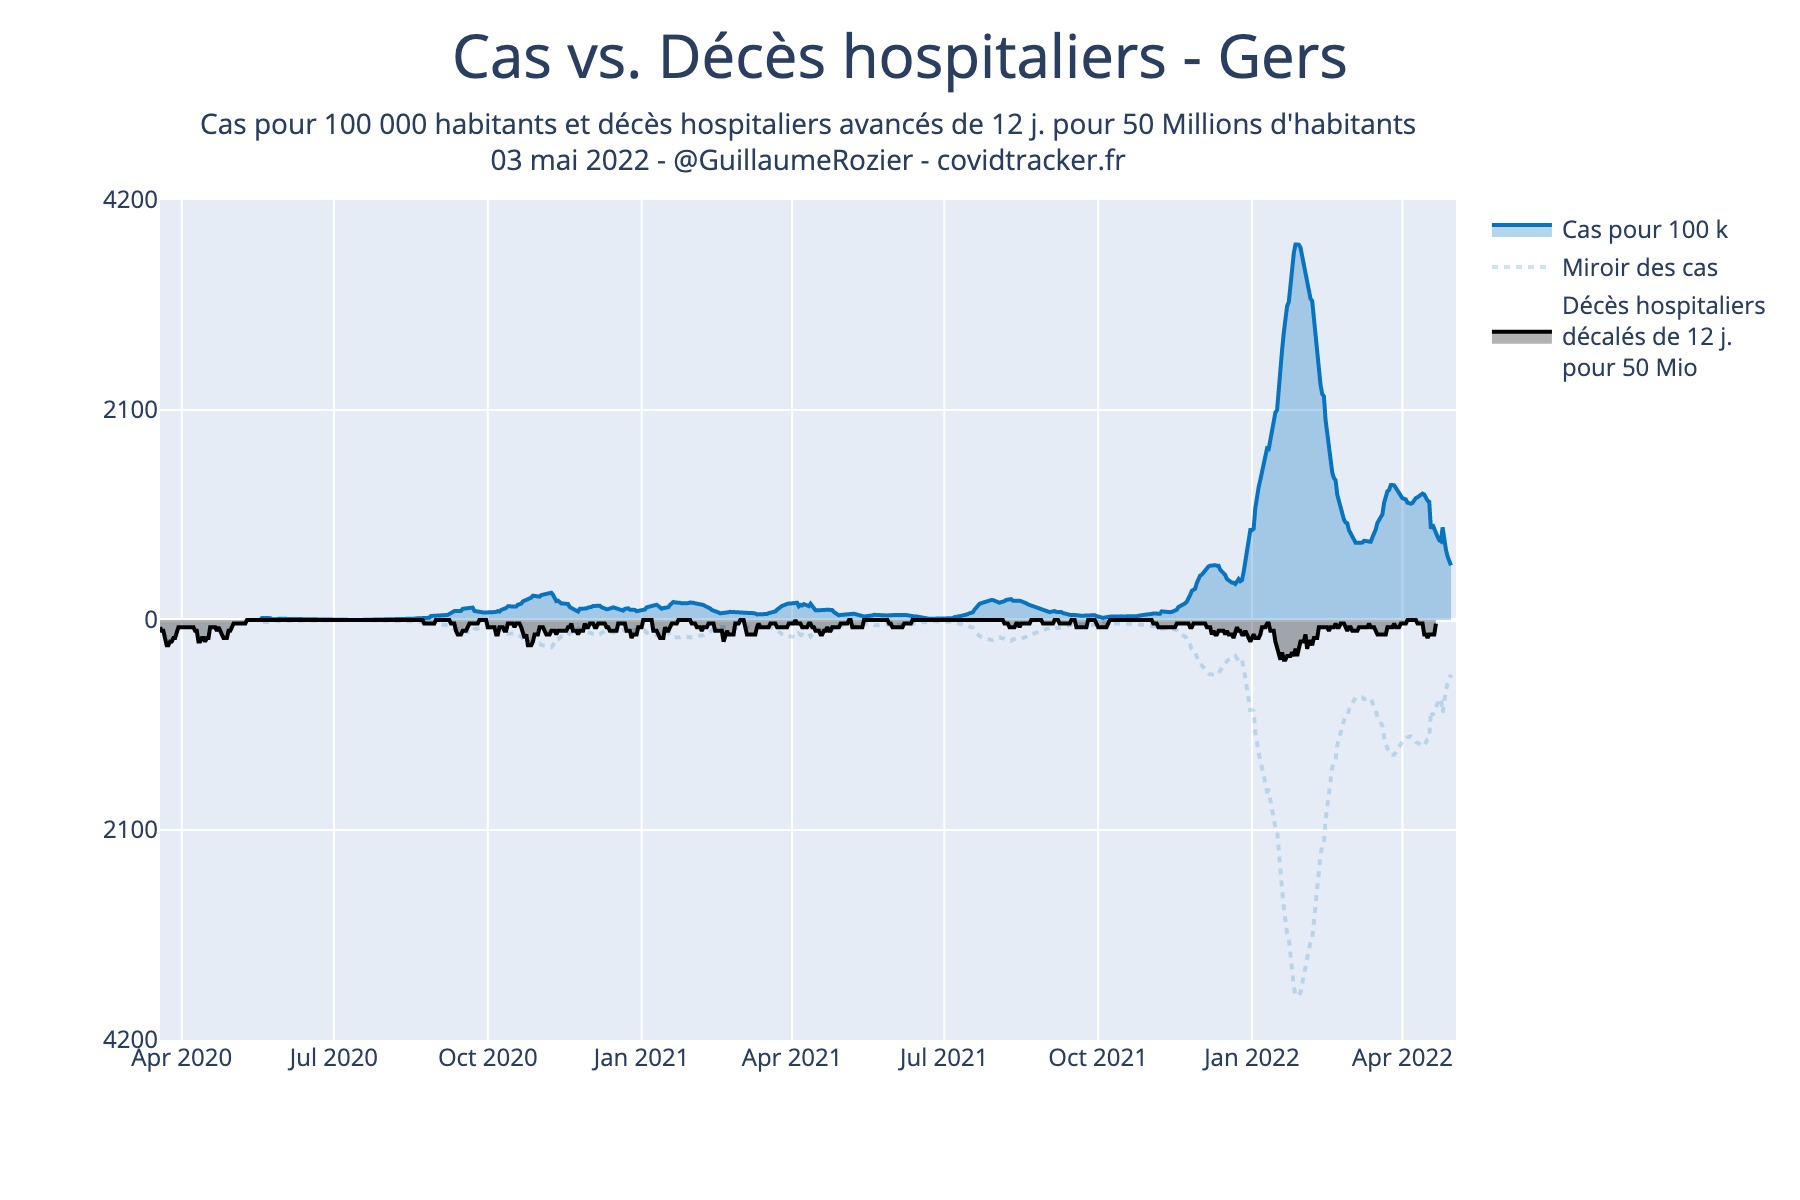 Cas vs. Décès hospitaliers - Gers
Cas pour 100 000 habitants et décès hospitaliers avancés de 12 j. pour 50 Millions d'habitants
03 mai 2022 - @GuillaumeRozier - covidtracker.fr
4200
2100
0
2100
4200
Apr 2020
Jul 2020
Oct 2020
Jan 2021
Apr 2021
Jul 2021
Oct 2021
Jan 2022
Apr 2022
Cas pour 100 k
Miroir des cas
Décès hospitaliers
décalés de 12 j.
pour 50 Mio